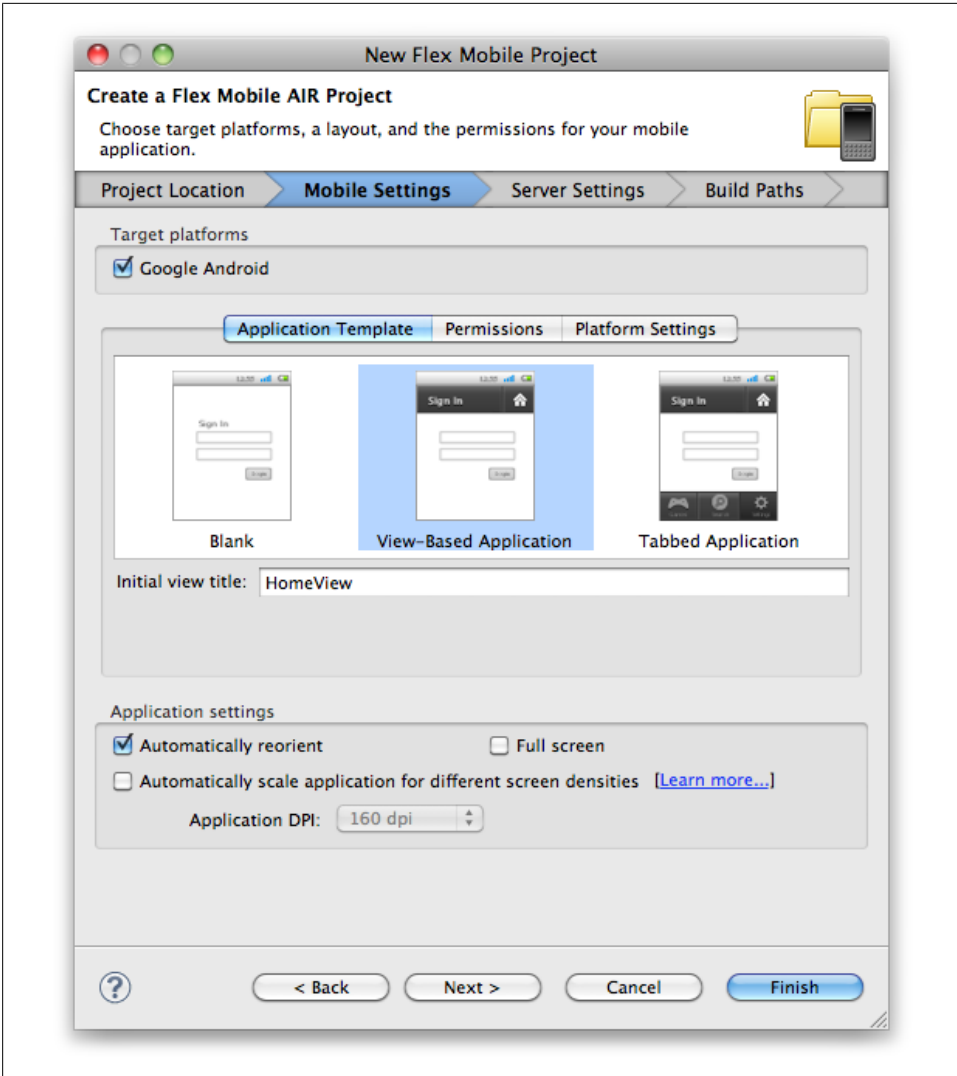 New Flex Mobile Project
Create a Flex Mobile AIR Project
Choose target platforms, a layout, and the permissions for your mobile
application.
Project Location
Mobile Settings
Server Settings
Build Paths
Target platforms
Google Android
Application Template
Permissions
Platform Settings
Sign In
Sign In
Sign In
Blank
View-Based Application
Tabbed Application
Initial view title: HomeView
Application settings
Automatically reorient
Full screen
Automatically scale application for different screen densities [Learn more...]
Application DPI: 160 dpi
?
< Back
Next >
Cancel
Finish